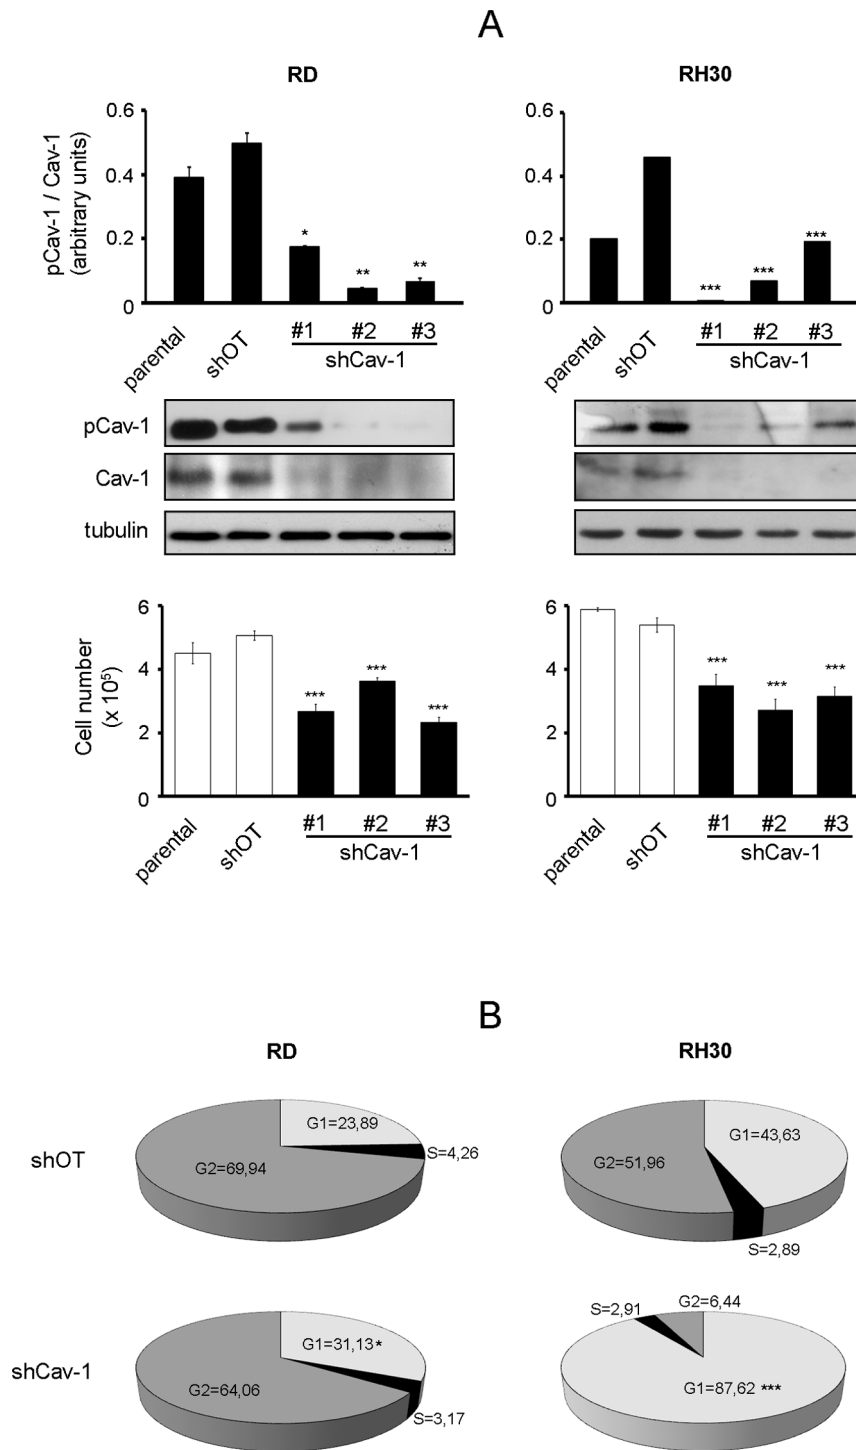 A
RD
RH30
pCav-1 / Cav-1
(arbitrary units)
0.6
0.4
0.2
0
parental
shOT
#1
#2
#3
shCav-1
*
**
**
0.6
0.4
0.2
0
parental
shOT
#1
#2
#3
shCav-1
***
***
***
pCav-1
Cav-1
tubulin
Cell number
(x 10⁵)
6
4
2
0
***
***
***
parental
shOT
#1
#2
#3
shCav-1
6
4
2
0
***
***
***
parental
shOT
#1
#2
#3
shCav-1
B
RD
RH30
shOT
G1=23,89
S=4,26
G2=69,94
G1=43,63
G2=51,96
S=2,89
shCav-1
G1=31,13*
G2=64,06
S=3,17
S=2,91
G2=6,44
G1=87,62 ***